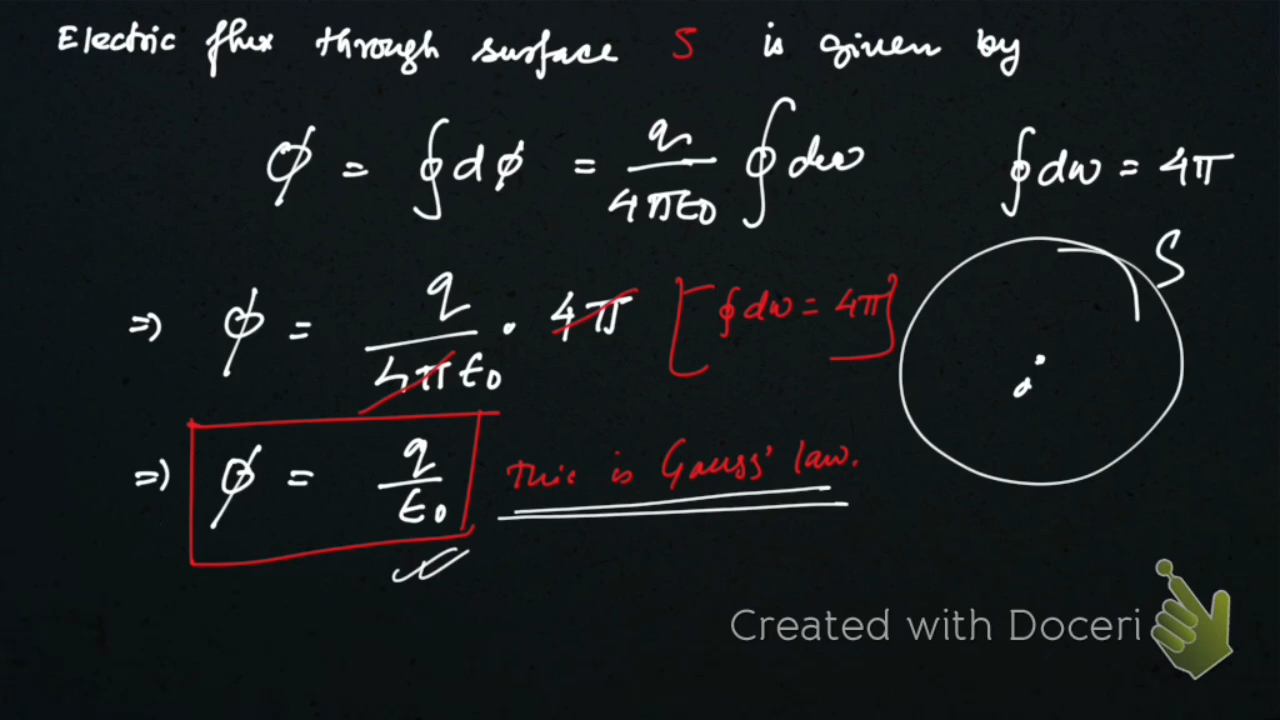 Electric flux through surface S is given by
ϕ = ∮dϕ = q/4πε0 ∮dω
∮dω = 4π
S
⇒ ϕ = q/4πε0 · 4π [∮dω = 4π]
⇒ ϕ = q/ε0 This is Gauss' law.
Created with Doceri